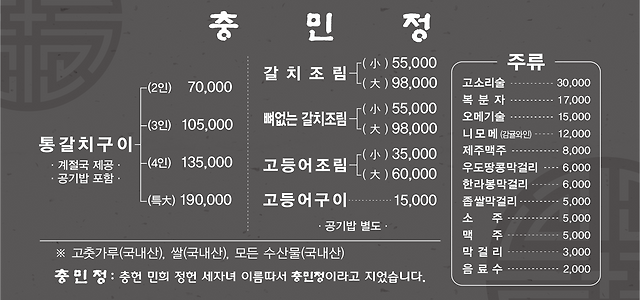 충민정
통갈치구이
· 계절국 제공 ·
· 공기밥 포함 ·
(2인) 70,000
(3인) 105,000
(4인) 135,000
(특大) 190,000
갈치조림 (小) 55,000
(大) 98,000
뼈없는 갈치조림 (小) 55,000
(大) 98,000
고등어조림 (小) 35,000
(大) 60,000
고등어구이 15,000
· 공기밥 별도 ·
주류
고소리술 30,000
복분자 17,000
오메기술 15,000
니모메 (감귤와인) 12,000
제주맥주 8,000
우도땅콩막걸리 6,000
한라봉막걸리 6,000
좁쌀막걸리 5,000
소주 5,000
맥주 5,000
막걸리 3,000
음료수 2,000
※ 고춧가루(국내산), 쌀(국내산), 모든 수산물(국내산)
충민정: 충헌 민희 정헌 세자녀 이름따서 충민정이라고 지었습니다.